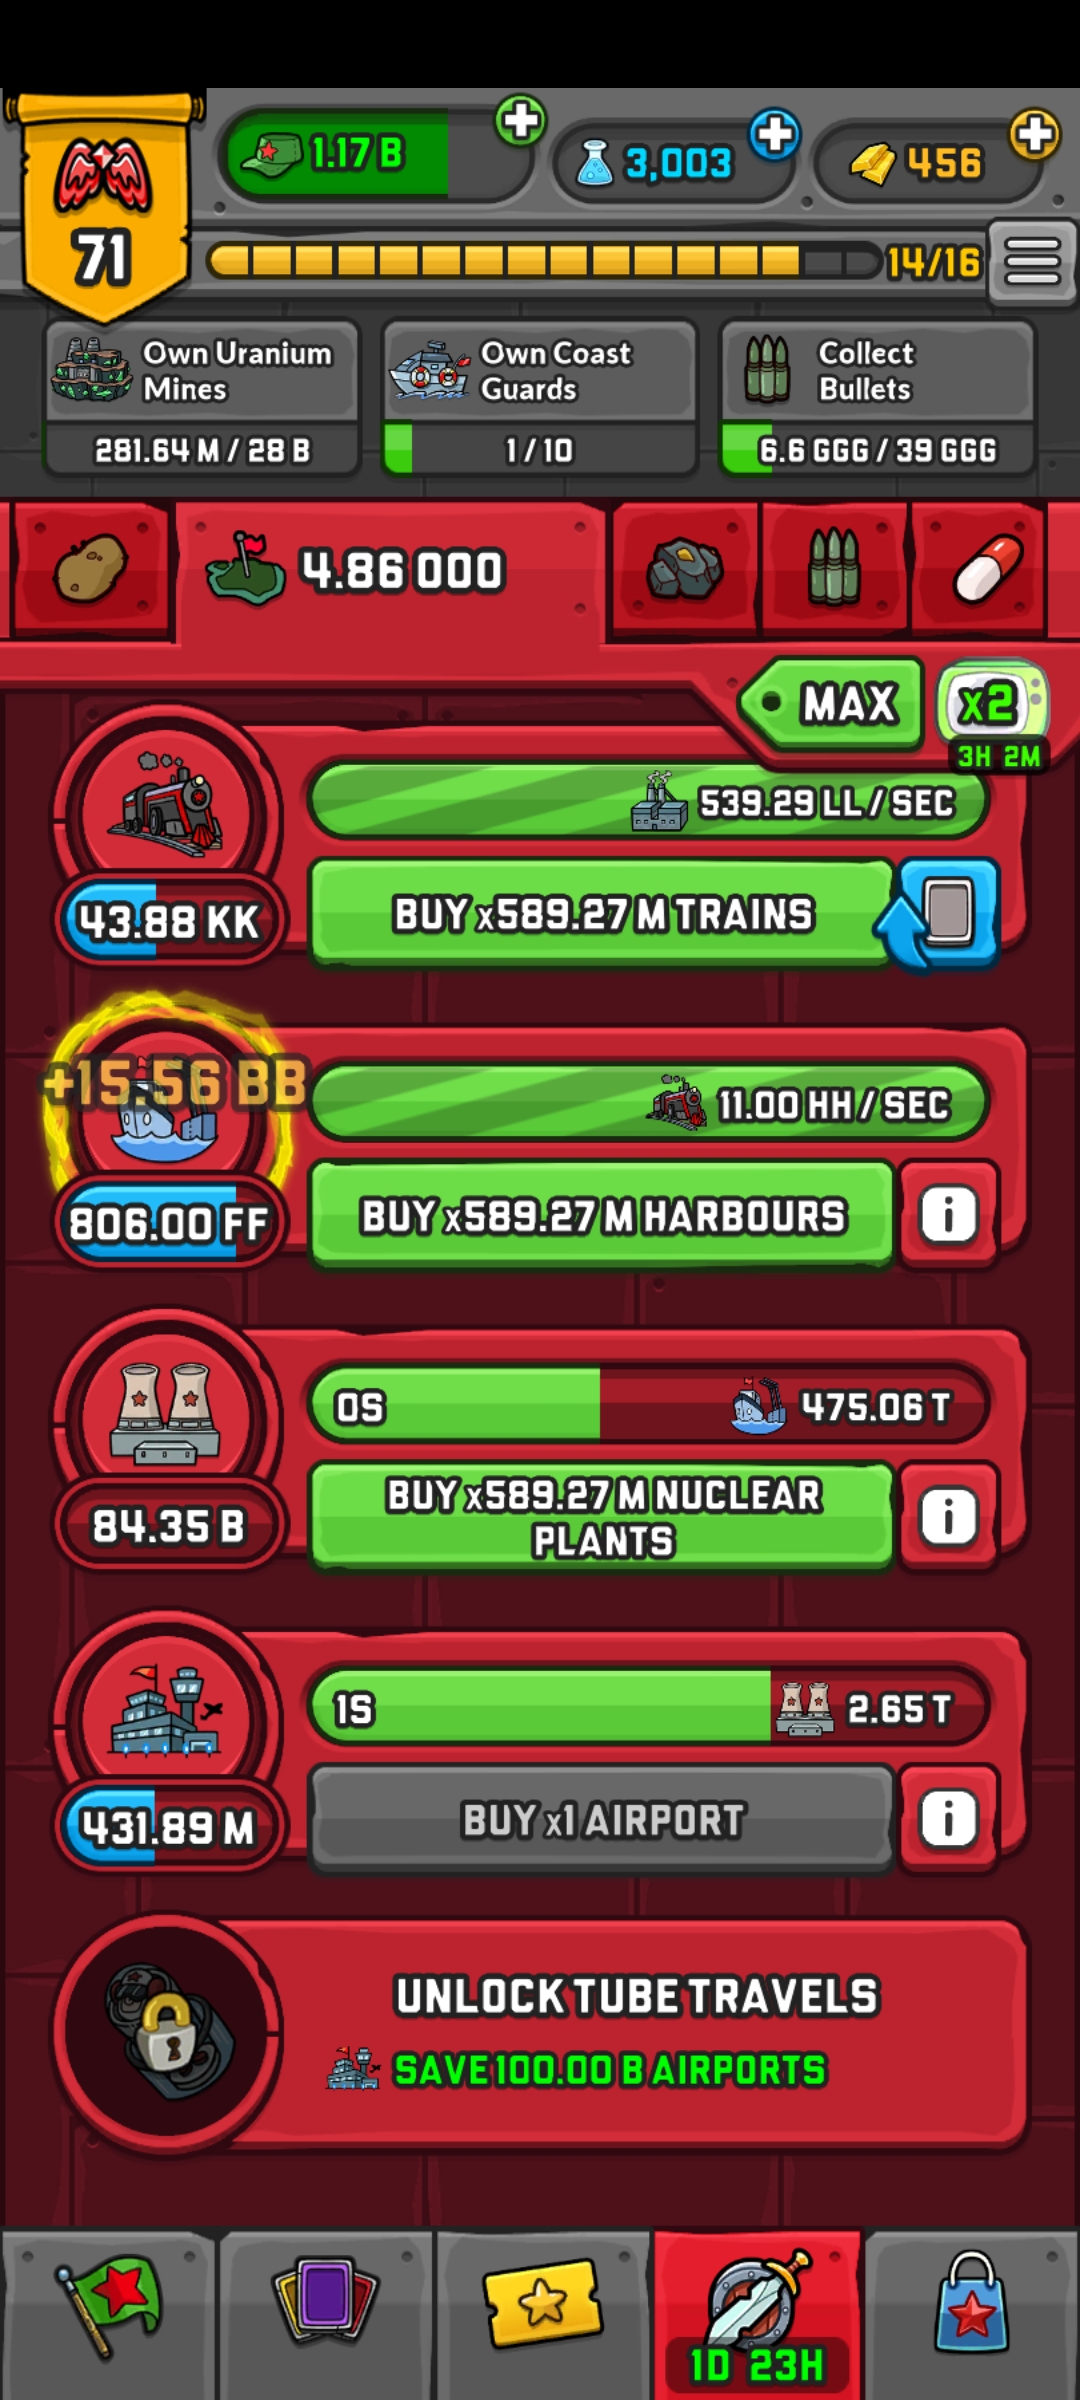 71
1.17 B
3,003
456
14/16
Own Uranium
Mines
281.64 M / 28 B
Own Coast
Guards
1 / 10
Collect
Bullets
6.6 GGG / 39 GGG
4.86 OOO
MAX
x2
3H 2M
539.29 LL / SEC
43.88 KK
BUY x589.27 M TRAINS
+15.56 BB
11.00 HH / SEC
806.00 FF
BUY x589.27 M HARBOURS
i
0S
475.06 T
84.35 B
BUY x589.27 M NUCLEAR
PLANTS
i
1S
2.65 T
431.89 M
BUY x1 AIRPORT
i
UNLOCK TUBE TRAVELS
SAVE 100.00 B AIRPORTS
1D 23H